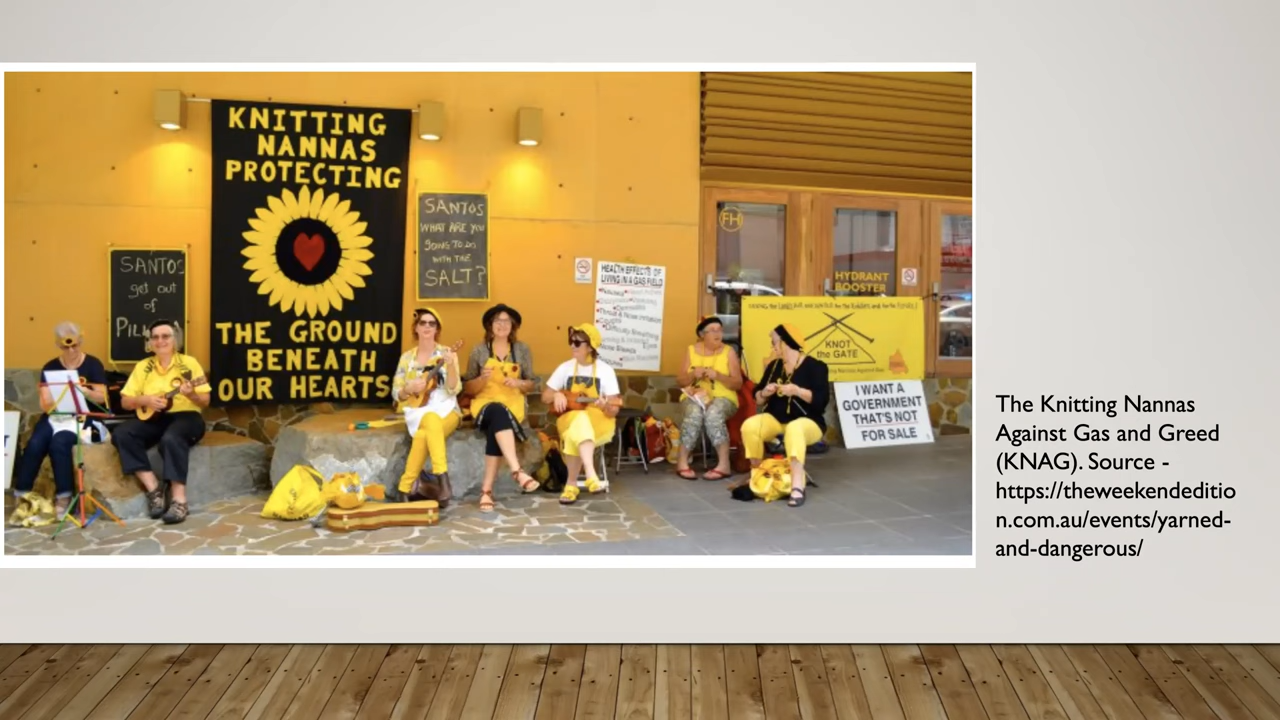 KNITTING
NANNAS
PROTECTING
THE GROUND
BENEATH
OUR HEARTS
SANTOS
get out
of
SANTOS
WHAT ARE YOU
GOING TO DO
WITH THE
SALT?
HEALTH EFFECTS OF
LIVING IN A GAS FIELD
Difficulty Breathing
FH
HYDRANT
BOOSTER
KNOT
the GATE
I WANT A
GOVERNMENT
THAT'S NOT
FOR SALE
The Knitting Nannas
Against Gas and Greed
(KNAG). Source -
https://theweekendeditio
n.com.au/events/yarned-
and-dangerous/